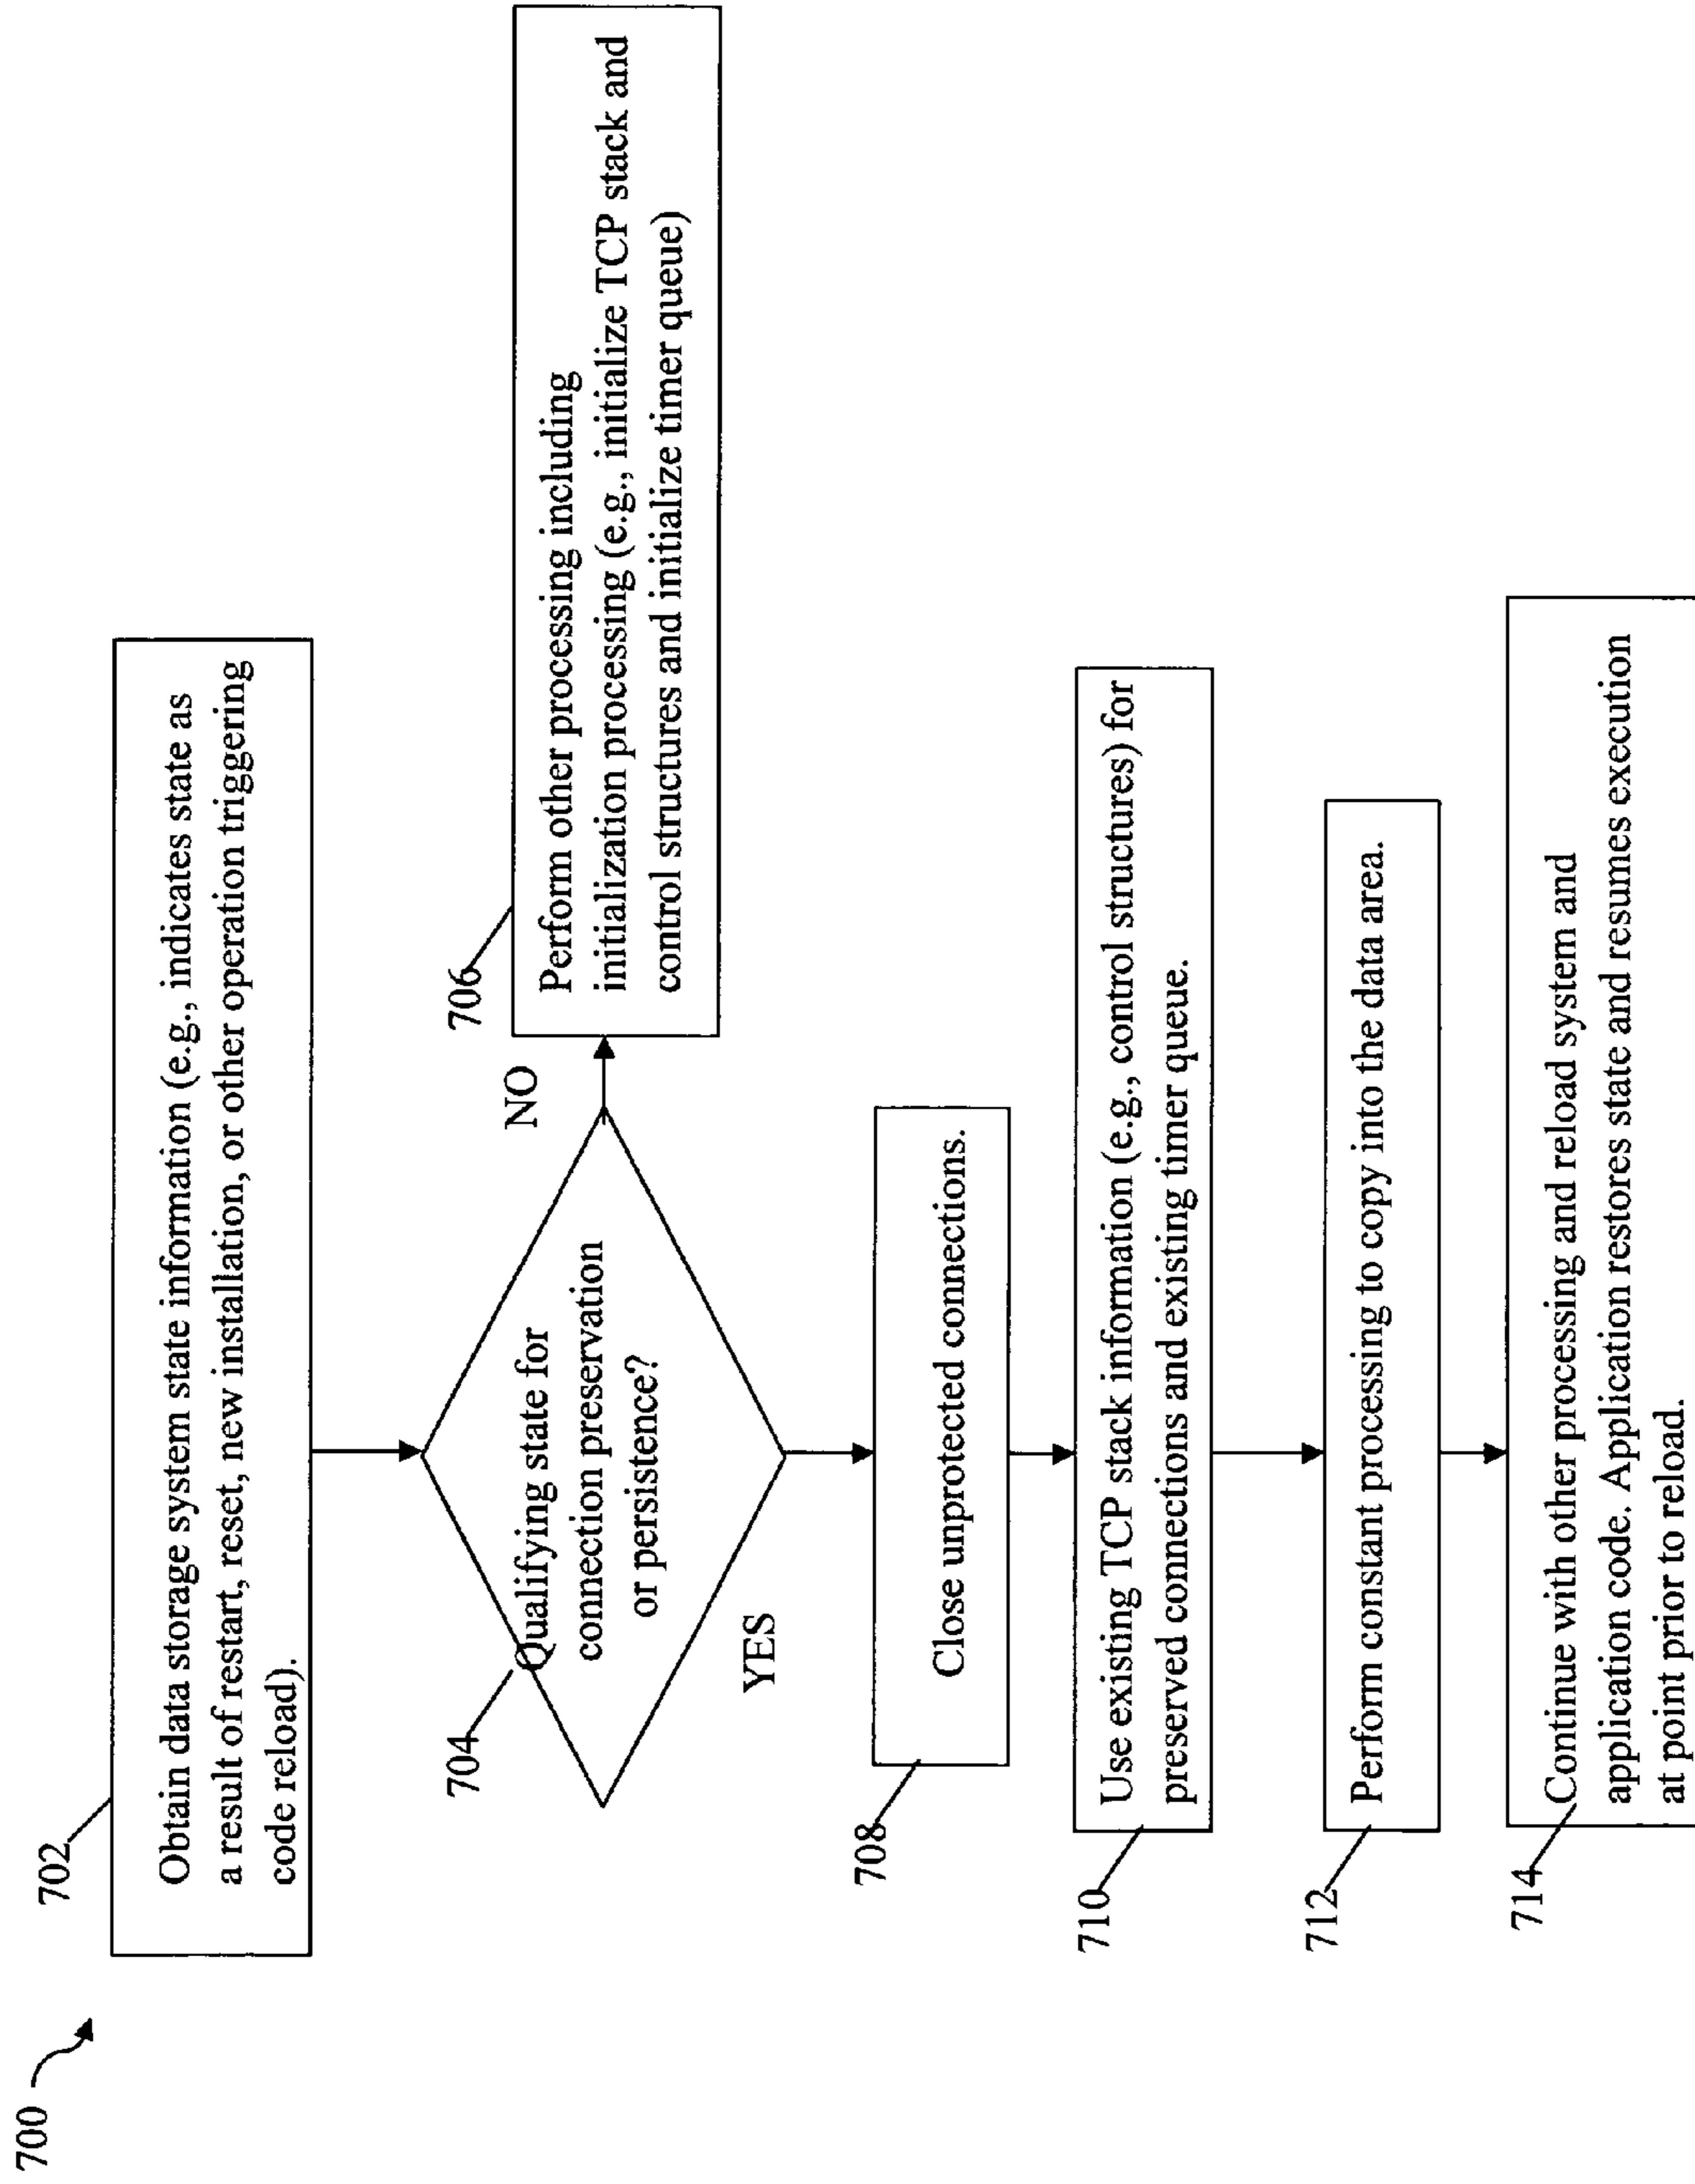 700
702
Obtain data storage system state information (e.g., indicates state as
a result of restart, reset, new installation, or other operation triggering
code reload).
704
Qualifying state for
connection preservation
or persistence?
NO
706
Perform other processing including
initialization processing (e.g., initialize TCP stack and
control structures and initialize timer queue)
YES
708
Close unprotected connections.
710
Use existing TCP stack information (e.g., control structures) for
preserved connections and existing timer queue.
712
Perform constant processing to copy into the data area.
714
Continue with other processing and reload system and
application code. Application restores state and resumes execution
at point prior to reload.